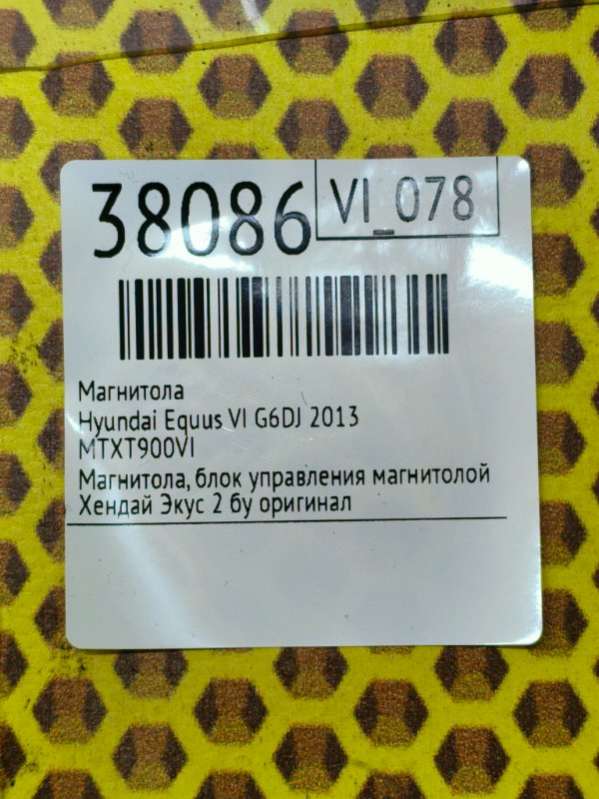 38086
VI_078
Магнитола
Hyundai Equus VI G6DJ 2013
MTXT900VI
Магнитола, блок управления магнитолой
Хендай Экус 2 бу оригинал